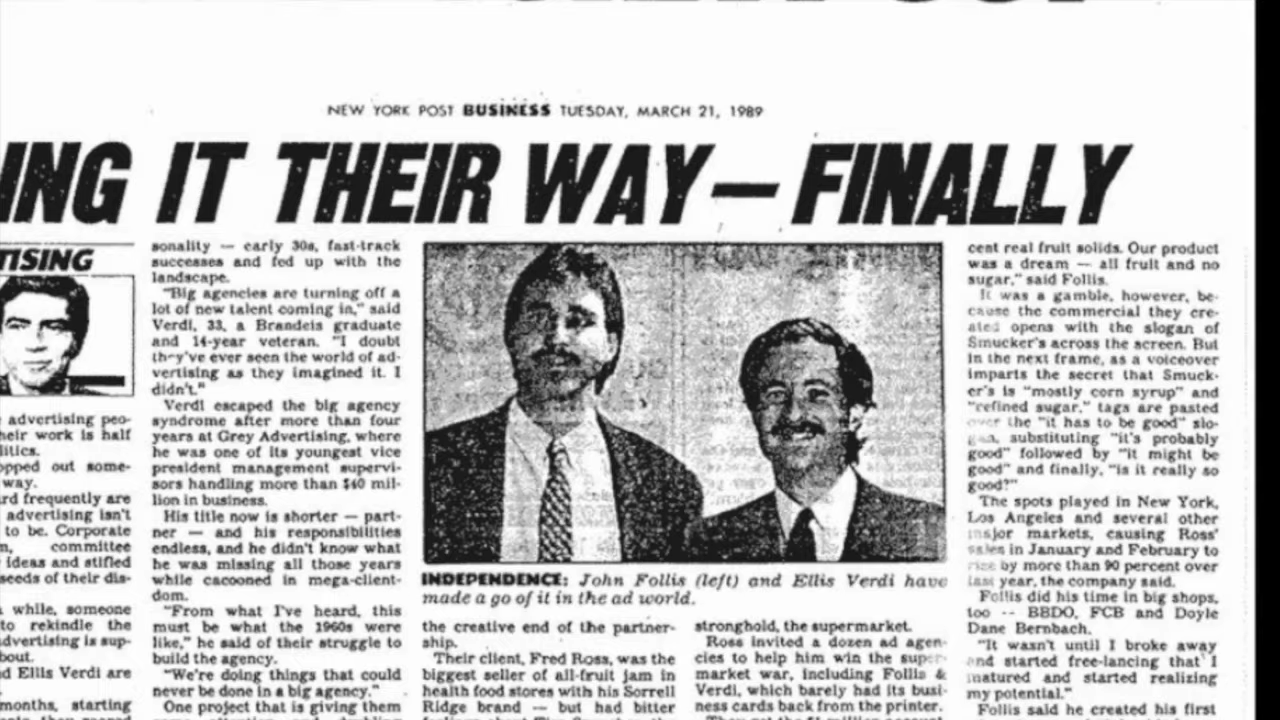 NEW YORK POST BUSINESS TUESDAY, MARCH 21, 1989
ING IT THEIR WAY — FINALLY
TISING
advertising peo-
heir work is half
litics.
opped out some-
way.
rd frequently are
advertising isn't
to be. Corporate
committee
ideas and stifled
seeds of their dis-
while, someone
to rekindle the
advertising is sup-
bout.
d Ellis Verdi are
months, starting
sonality — early 30s, fast-track
successes and fed up with the
landscape.
"Big agencies are turning off a
lot of new talent coming in," said
Verdi, 33, a Brandeis graduate
and 14-year veteran. "I doubt
they've ever seen the world of ad-
vertising as they imagined it. I
didn't."
Verdi escaped the big agency
syndrome after more than four
years at Grey Advertising, where
he was one of its youngest vice
president management supervi-
sors handling more than $40 mil-
lion in business.
His title now is shorter — part-
ner — and his responsibilities
endless, and he didn't know what
he was missing all those years
while cacooned in mega-client-
dom.
"From what I've heard, this
must be what the 1960s were
like," he said of their struggle to
build the agency.
"We're doing things that could
never be done in a big agency."
One project that is giving them
INDEPENDENCE: John Follis (left) and Ellis Verdi have
made a go of it in the ad world.
the creative end of the partner-
ship.
Their client, Fred Ross, was the
biggest seller of all-fruit jam in
health food stores with his Sorrell
Ridge brand — but had bitter
stronghold, the supermarket.
Ross invited a dozen ad agen-
cies to help him win the super-
market war, including Follis &
Verdi, which barely had its busi-
ness cards back from the printer.
cent real fruit solids. Our product
was a dream — all fruit and no
sugar," said Follis.
It was a gamble, however, be-
cause the commercial they cre-
ated opens with the slogan of
Smucker's across the screen. But
in the next frame, as a voiceover
imparts the secret that Smuck-
er's is "mostly corn syrup" and
"refined sugar," tags are pasted
over the "it has to be good" slo-
gan, substituting "it's probably
good" followed by "it might be
good" and finally, "is it really so
good?"
The spots played in New York,
Los Angeles and several other
major markets, causing Ross'
sales in January and February to
rise by more than 90 percent over
last year, the company said.
Follis did his time in big shops,
too -- BBDO, FCB and Doyle
Dane Bernbach.
"It wasn't until I broke away
and started free-lancing that I
matured and started realizing
my potential."
Follis said he created his first